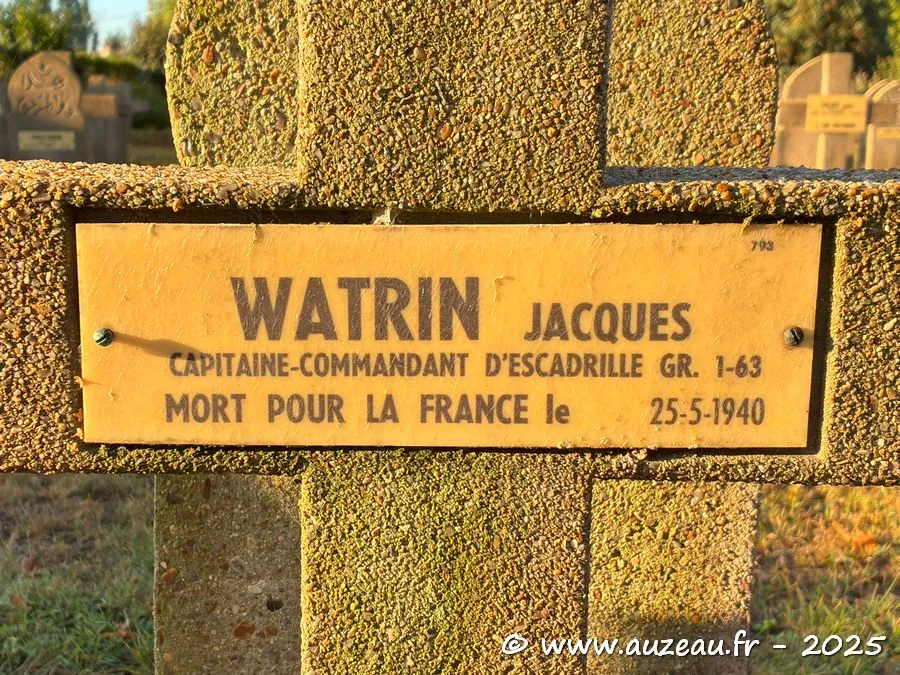 793
WATRIN JACQUES
CAPITAINE-COMMANDANT D'ESCADRILLE GR. 1-63
MORT POUR LA FRANCE le 25-5-1940
© www.auzeau.fr - 2025